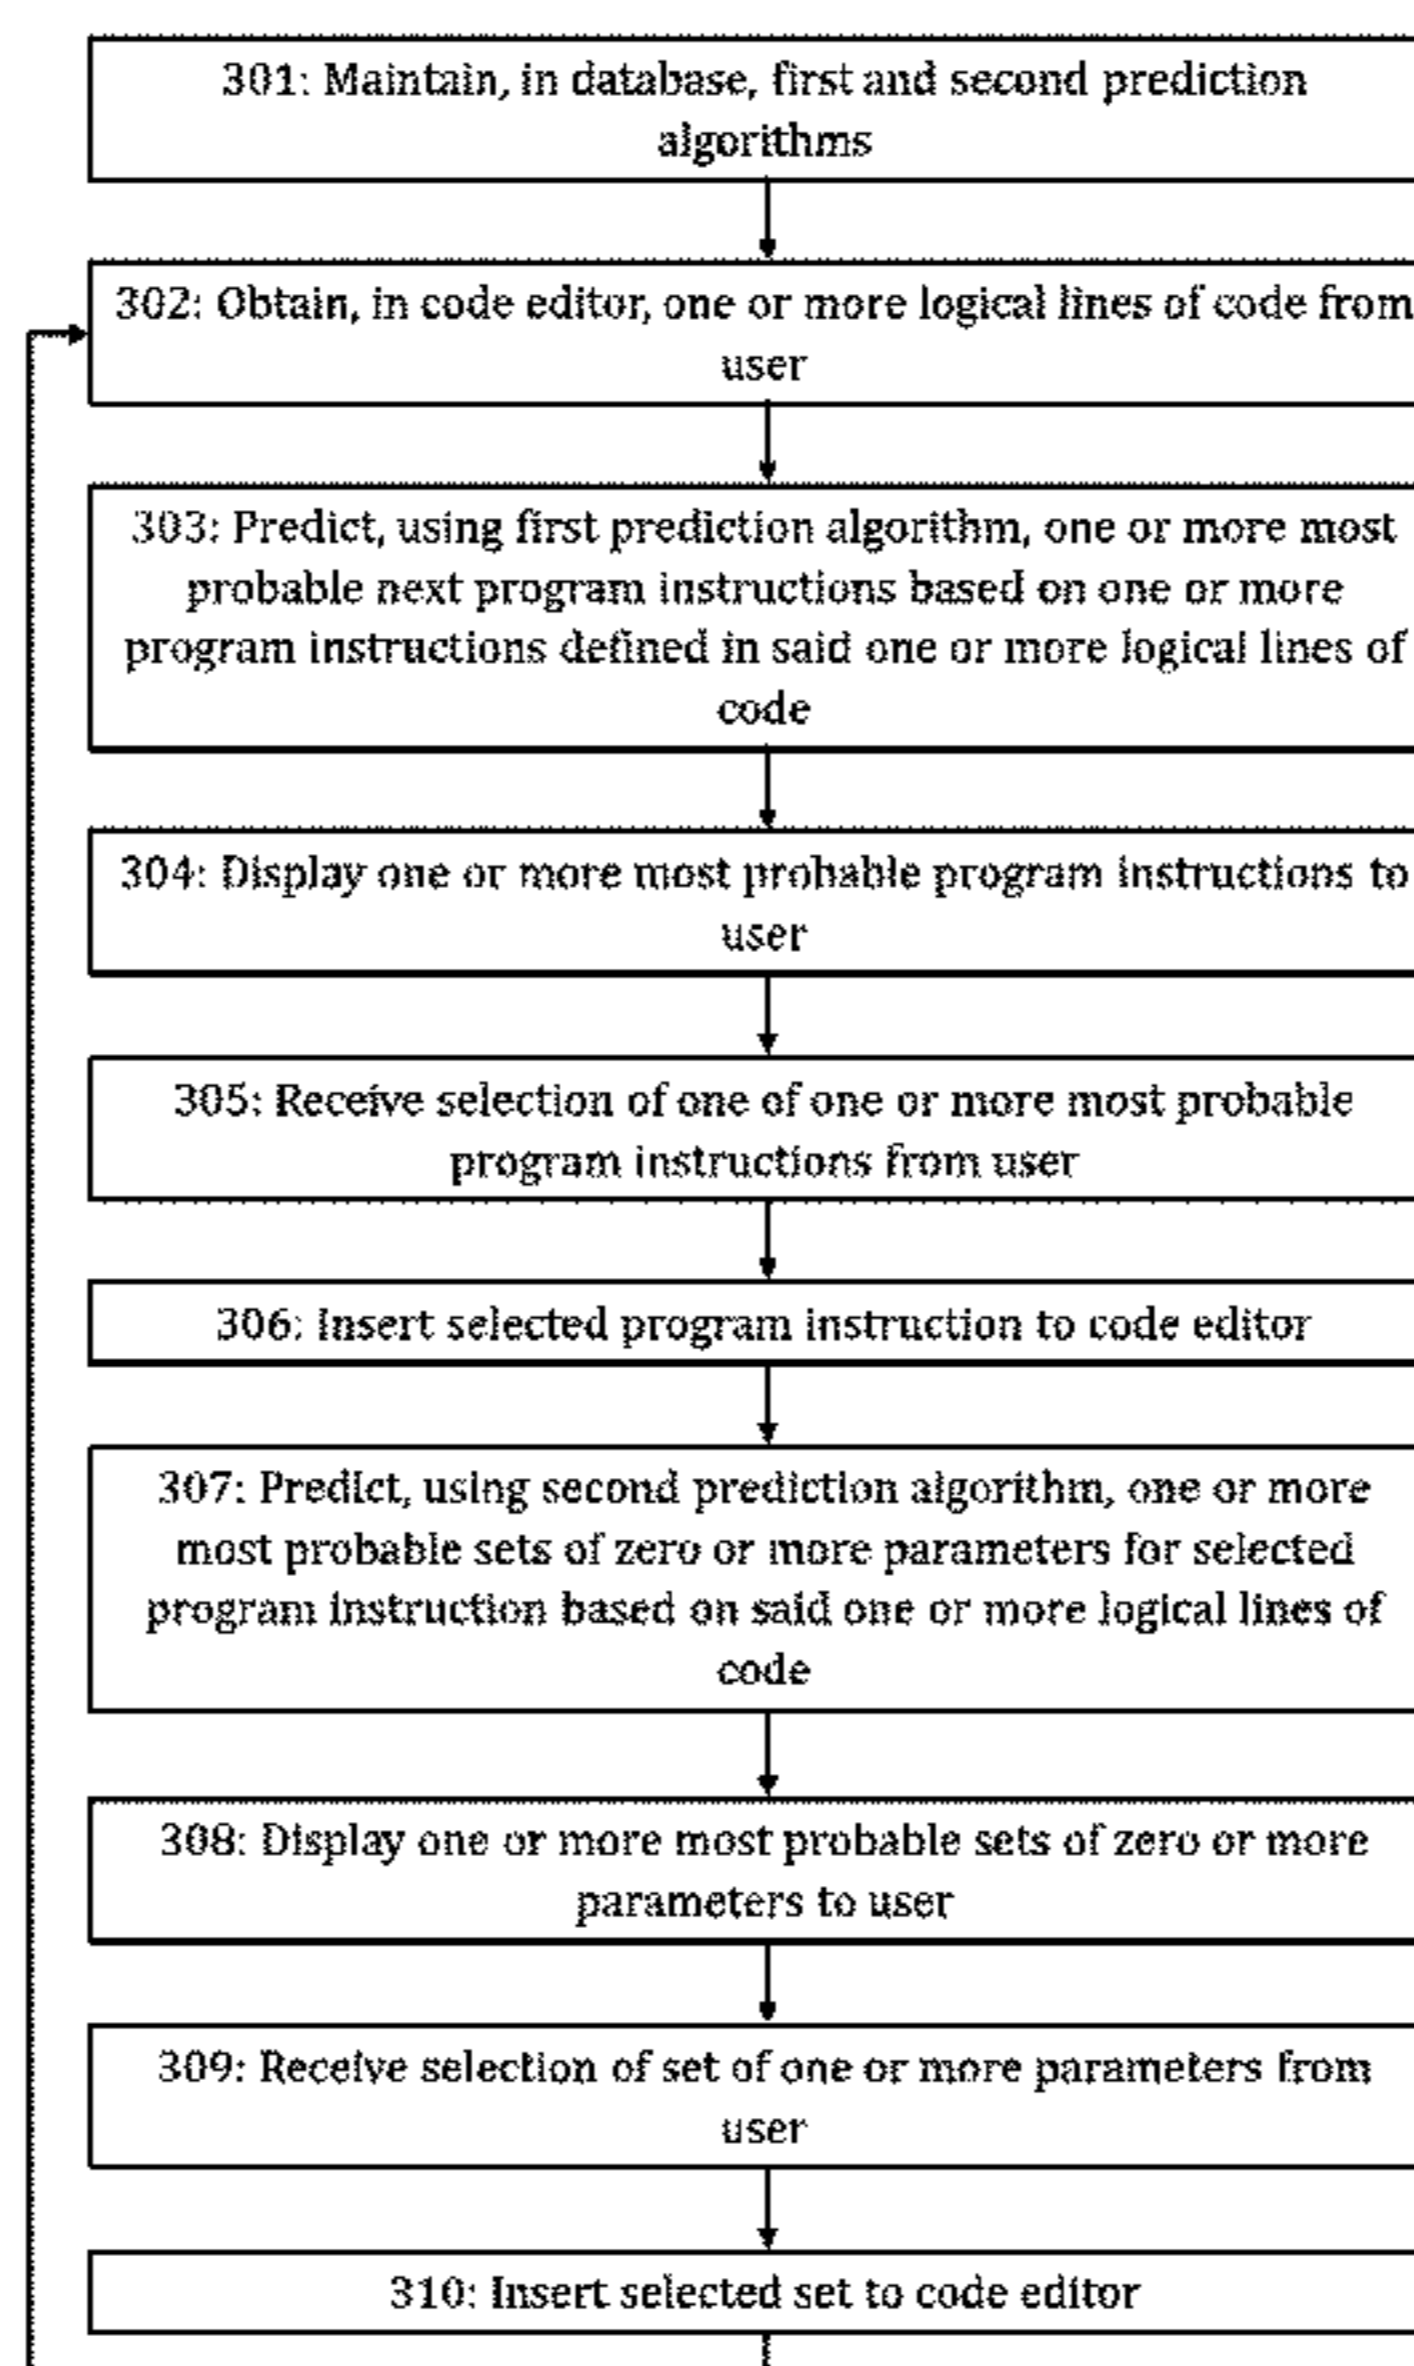 301: Maintain, in database, first and second prediction
algorithms
302: Obtain, in code editor, one or more logical lines of code from
user
303: Predict, using first prediction algorithm, one or more most
probable next program instructions based on one or more
program instructions defined in said one or more logical lines of
code
304: Display one or more most probable program instructions to
user
305: Receive selection of one of one or more most probable
program instructions from user
306: Insert selected program instruction to code editor
307: Predict, using second prediction algorithm, one or more
most probable sets of zero or more parameters for selected
program instruction based on said one or more logical lines of
code
308: Display one or more most probable sets of zero or more
parameters to user
309: Receive selection of set of one or more parameters from
user
310: Insert selected set to code editor